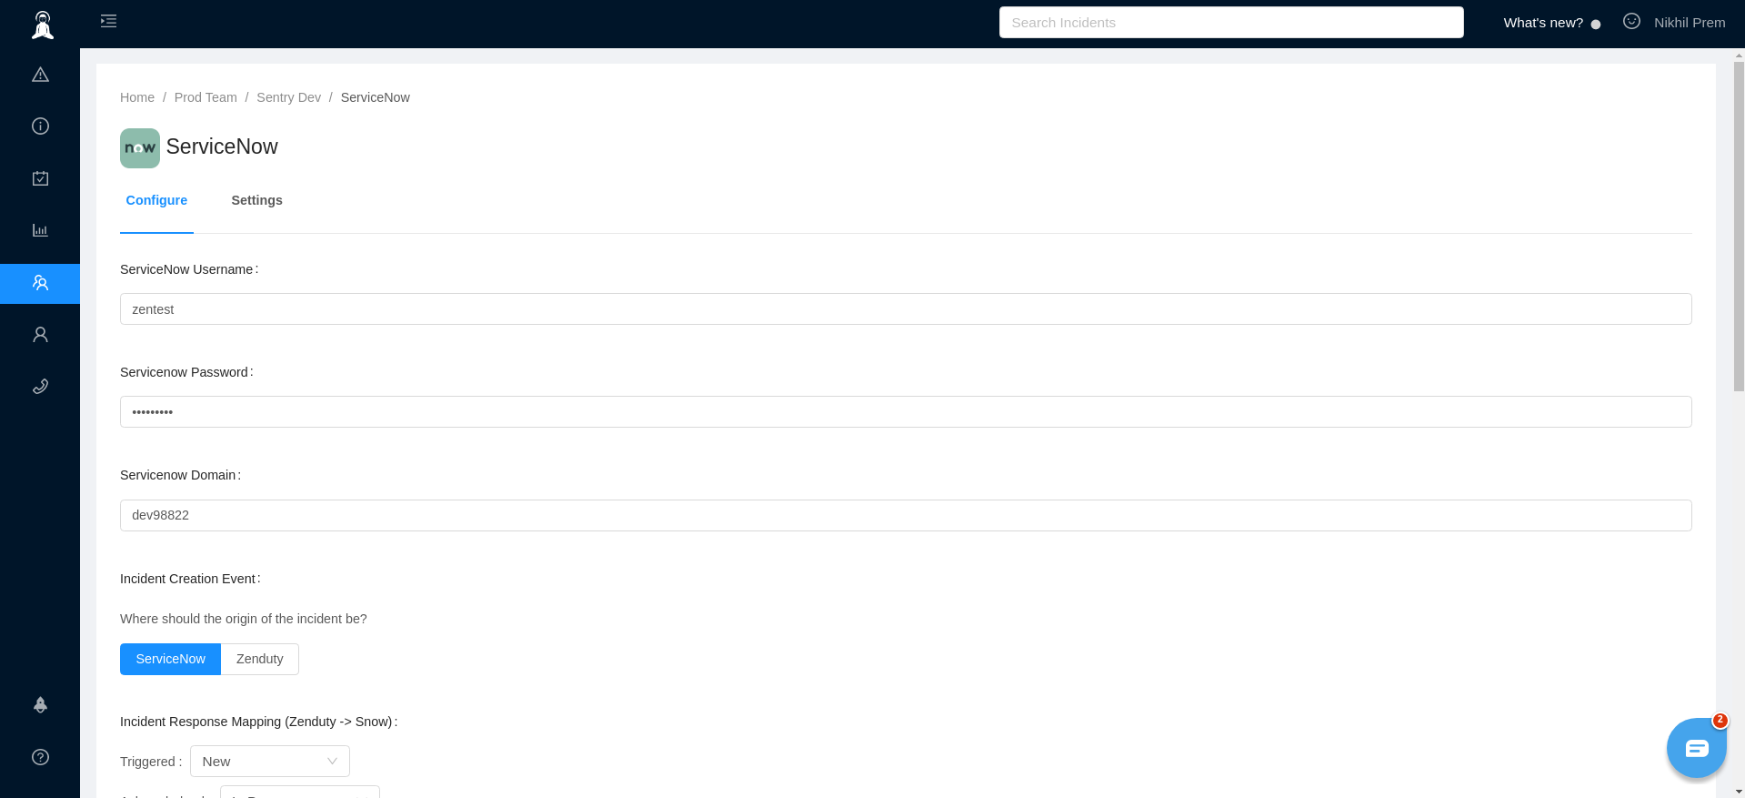 Search Incidents
What's new?
Nikhil Prem
Home / Prod Team / Sentry Dev / ServiceNow
now ServiceNow
Configure Settings
ServiceNow Username :
zentest
Servicenow Password :
•••••••••
Servicenow Domain :
dev98822
Incident Creation Event :
Where should the origin of the incident be?
ServiceNow Zenduty
Incident Response Mapping (Zenduty -> Snow) :
2
Triggered : New